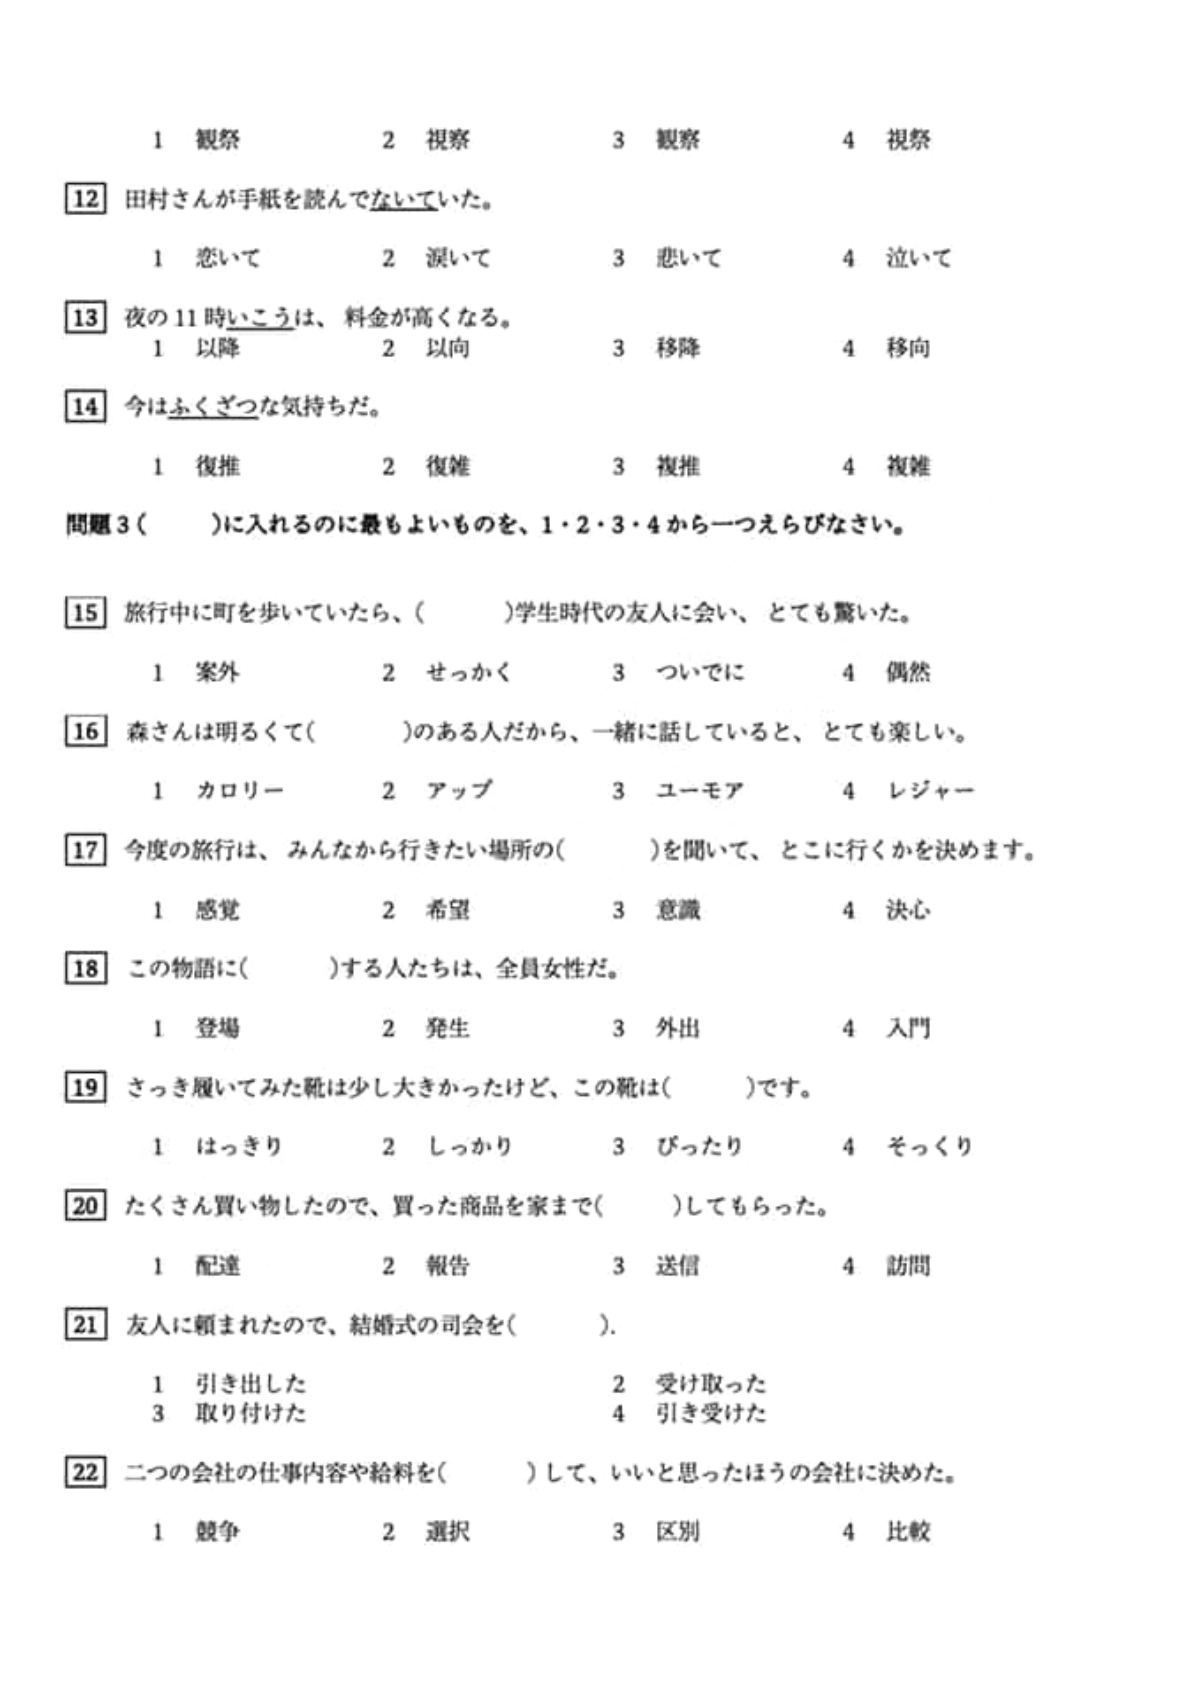 1 観祭 2 視察 3 観察 4 視祭
12 田村さんが手紙を読んでないていた。
1 恋いて 2 涙いて 3 悲いて 4 泣いて
13 夜の 11 時いこうは、 料金が高くなる。
1 以降 2 以向 3 移降 4 移向
14 今はふくざつな気持ちだ。
1 復推 2 復雑 3 複推 4 複雑
問題 3 (   )に入れるのに最もよいものを、1・2・3・4 から一つえらびなさい。
15 旅行中に町を歩いていたら、(   )学生時代の友人に会い、 とても驚いた。
1 案外 2 せっかく 3 ついでに 4 偶然
16 森さんは明るくて(   )のある人だから、一緒に話していると、 とても楽しい。
1 カロリー 2 アップ 3 ユーモア 4 レジャー
17 今度の旅行は、 みんなから行きたい場所の(   )を聞いて、 とこに行くかを決めます。
1 感覚 2 希望 3 意識 4 決心
18 この物語に(   )する人たちは、全員女性だ。
1 登場 2 発生 3 外出 4 入門
19 さっき履いてみた靴は少し大きかったけど、この靴は(   )です。
1 はっきり 2 しっかり 3 ぴったり 4 そっくり
20 たくさん買い物したので、買った商品を家まで(   )してもらった。
1 配達 2 報告 3 送信 4 訪問
21 友人に頼まれたので、結婚式の司会を(   ).
1 引き出した 2 受け取った
3 取り付けた 4 引き受けた
22 二つの会社の仕事内容や給料を(   ) して、いいと思ったほうの会社に決めた。
1 競争 2 選択 3 区別 4 比較